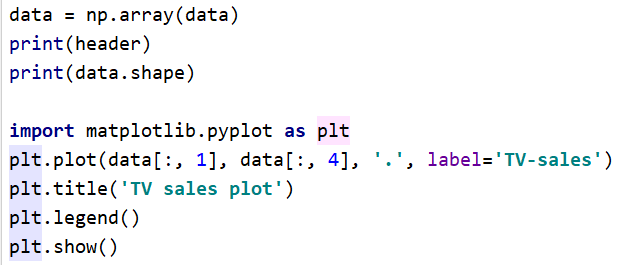 data = np.array(data)
print(header)
print(data.shape)
import matplotlib.pyplot as plt
plt.plot(data[:, 1], data[:, 4], '.', label='TV-sales')
plt.title('TV sales plot')
plt.legend()
plt.show()